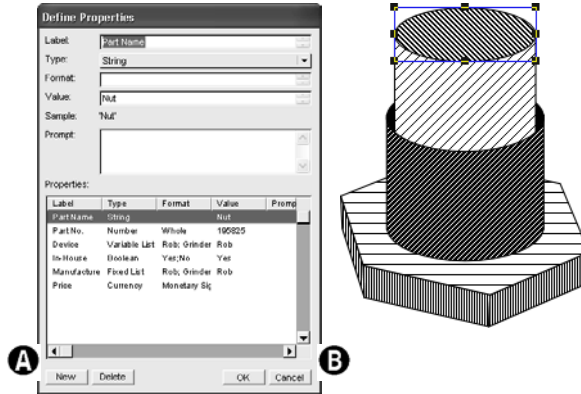 Define Properties
Label: Part Name
Type: String
Format:
Value: Nut
Sample: "Nut"
Prompt:
Properties:
Label Type Format Value Promp
Part Name String Nut
Part No. Number Whole 195825
Device Variable List Rob; Grinder Rob
In-House Boolean Yes;No Yes
Manufacture Fixed List Rob; Grinder Rob
Price Currency Monetary Sig
A B
New Delete OK Cancel